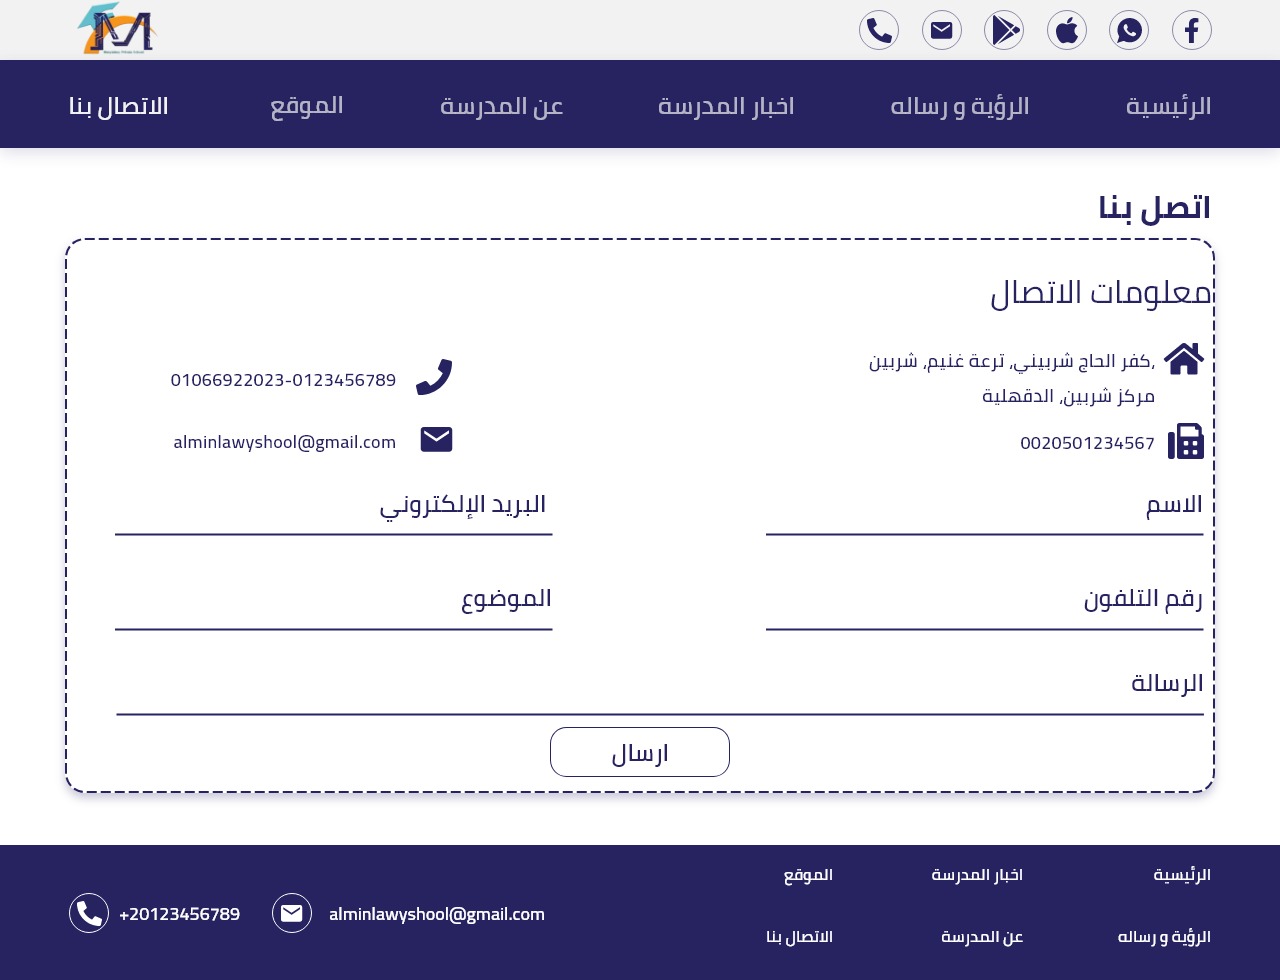 الرئيسية
الرؤية و رساله
اخبار المدرسة
عن المدرسة
الموقع
الاتصال بنا
اتصل بنا
معلومات الاتصال
كفر الحاج شربيني, ترعة غنيم, شربين,
مركز شربين, الدقهلية
01066922023-0123456789
0020501234567
alminlawyshool@gmail.com
الاسم
البريد الإلكتروني
رقم التلفون
الموضوع
الرسالة
ارسال
الرئيسية
اخبار المدرسة
الموقع
الرؤية و رساله
عن المدرسة
الاتصال بنا
alminlawyshool@gmail.com
+20123456789